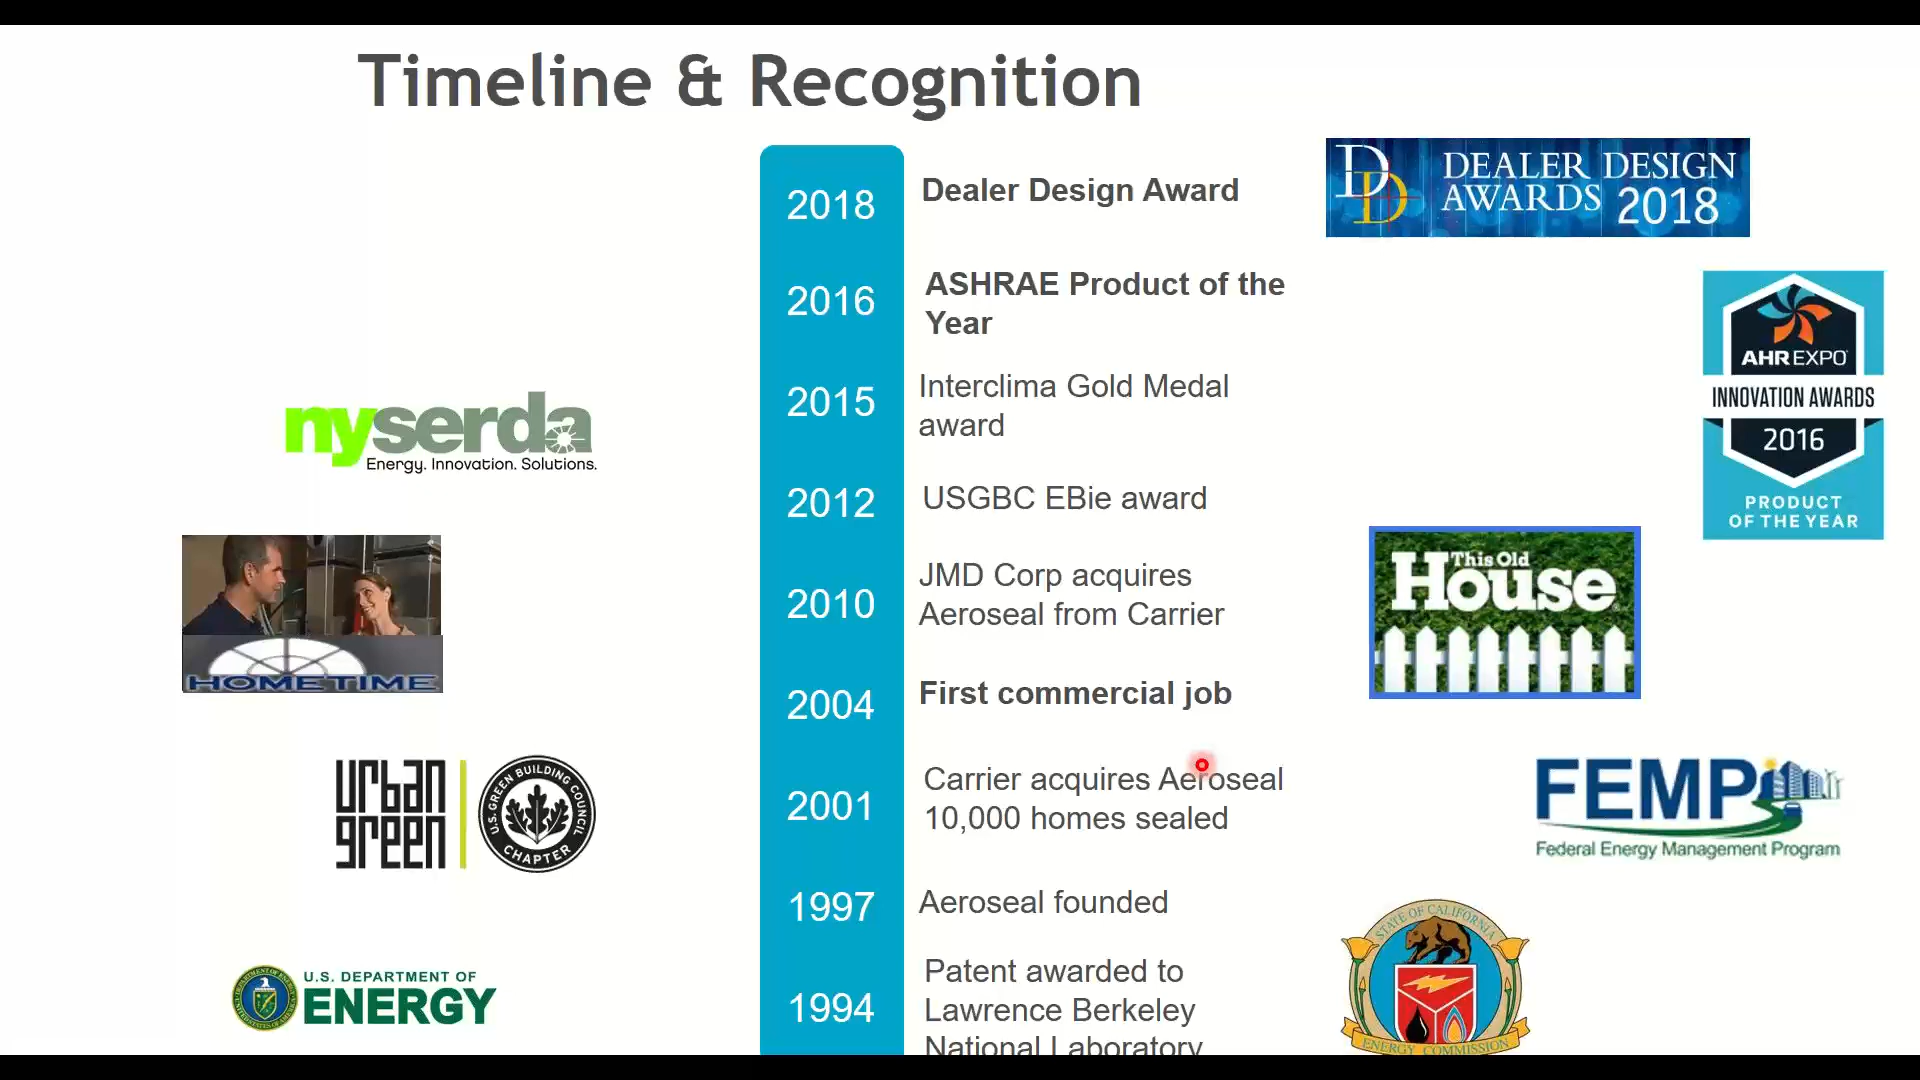 Timeline & Recognition
2018
Dealer Design Award
DD
DEALER DESIGN
AWARDS 2018
2016
ASHRAE Product of the
Year
AHR EXPO
INNOVATION AWARDS
2016
PRODUCT
OF THE YEAR
2015
Interclima Gold Medal
award
nyserda
Energy. Innovation. Solutions.
2012
USGBC EBie award
This Old
House
2010
JMD Corp acquires
Aeroseal from Carrier
HOMETIME
2004
First commercial job
urban
green
U.S. GREEN BUILDING COUNCIL
CHAPTER
2001
Carrier acquires Aeroseal
10,000 homes sealed
FEMP
Federal Energy Management Program
1997
Aeroseal founded
STATE OF CALIFORNIA
ENERGY COMMISSION
U.S. DEPARTMENT OF
ENERGY
1994
Patent awarded to
Lawrence Berkeley
National Laboratory